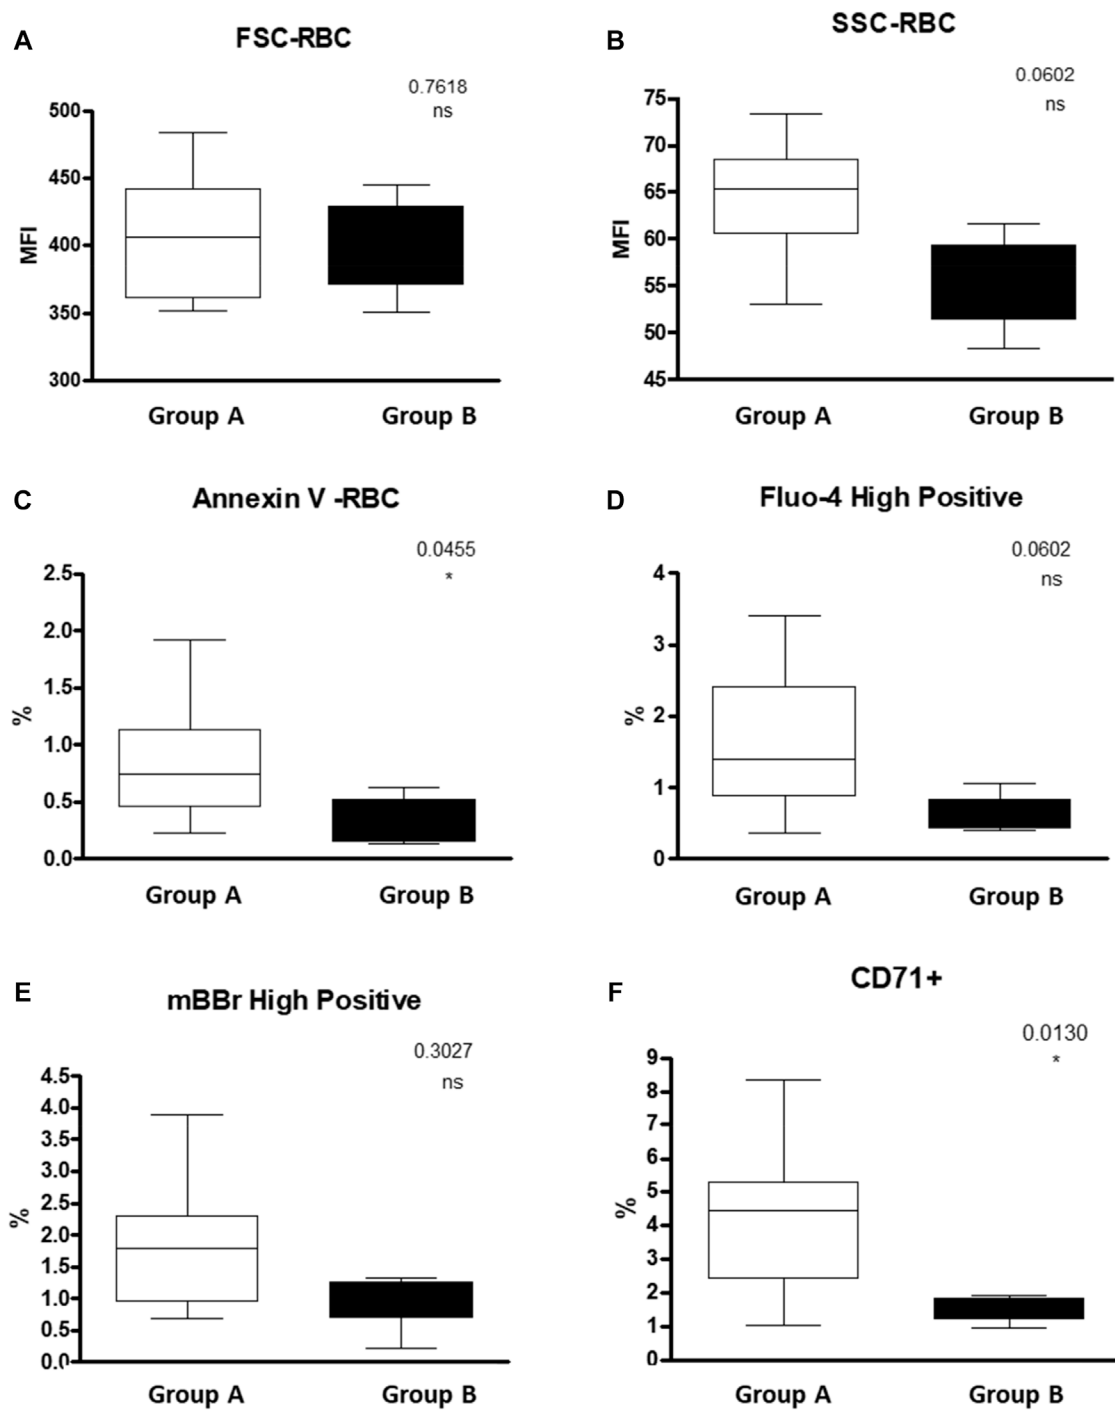 A
FSC-RBC
0.7618
ns
500
450
400
350
300
MFI
Group A
Group B
B
SSC-RBC
0.0602
ns
75
70
65
60
55
50
45
MFI
Group A
Group B
C
Annexin V -RBC
0.0455
*
2.5
2.0
1.5
1.0
0.5
0.0
%
Group A
Group B
D
Fluo-4 High Positive
0.0602
ns
4
3
2
1
0
%
Group A
Group B
E
mBBr High Positive
0.3027
ns
4.5
4.0
3.5
3.0
2.5
2.0
1.5
1.0
0.5
0.0
%
Group A
Group B
F
CD71+
0.0130
*
9
8
7
6
5
4
3
2
1
0
%
Group A
Group B